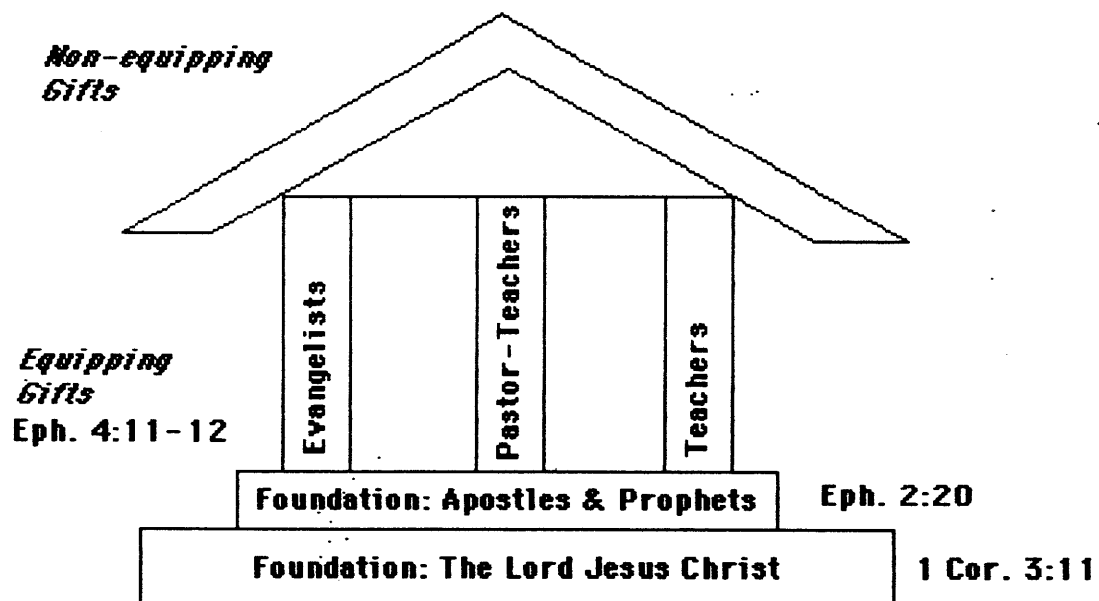 Non-equipping
Gifts
Equipping
Gifts
Eph. 4:11-12
Evangelists
Pastor-Teachers
Teachers
Foundation: Apostles & Prophets
Eph. 2:20
Foundation: The Lord Jesus Christ
1 Cor. 3:11